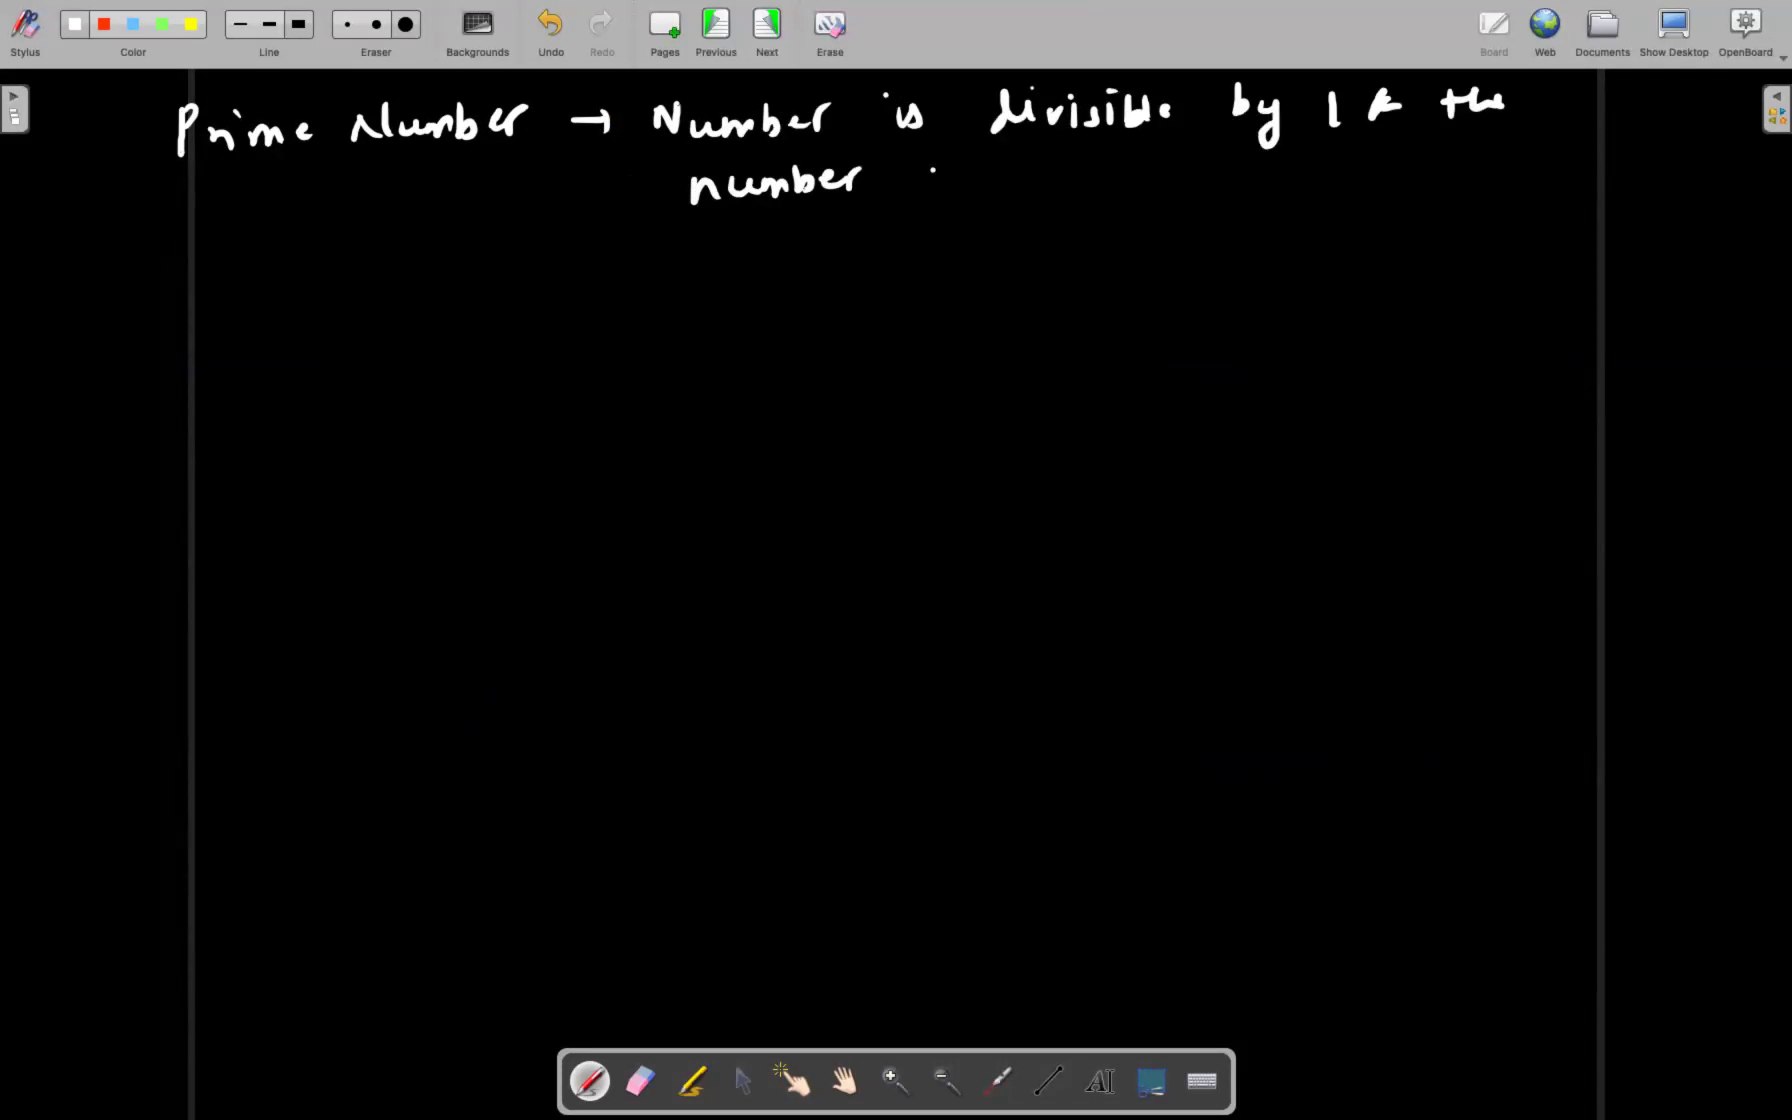 Stylus Color Line Eraser Backgrounds Undo Redo Pages Previous Next Erase Board Web Documents Show Desktop OpenBoard
Prime Number → Number is divisible by 1 & the
number
AI